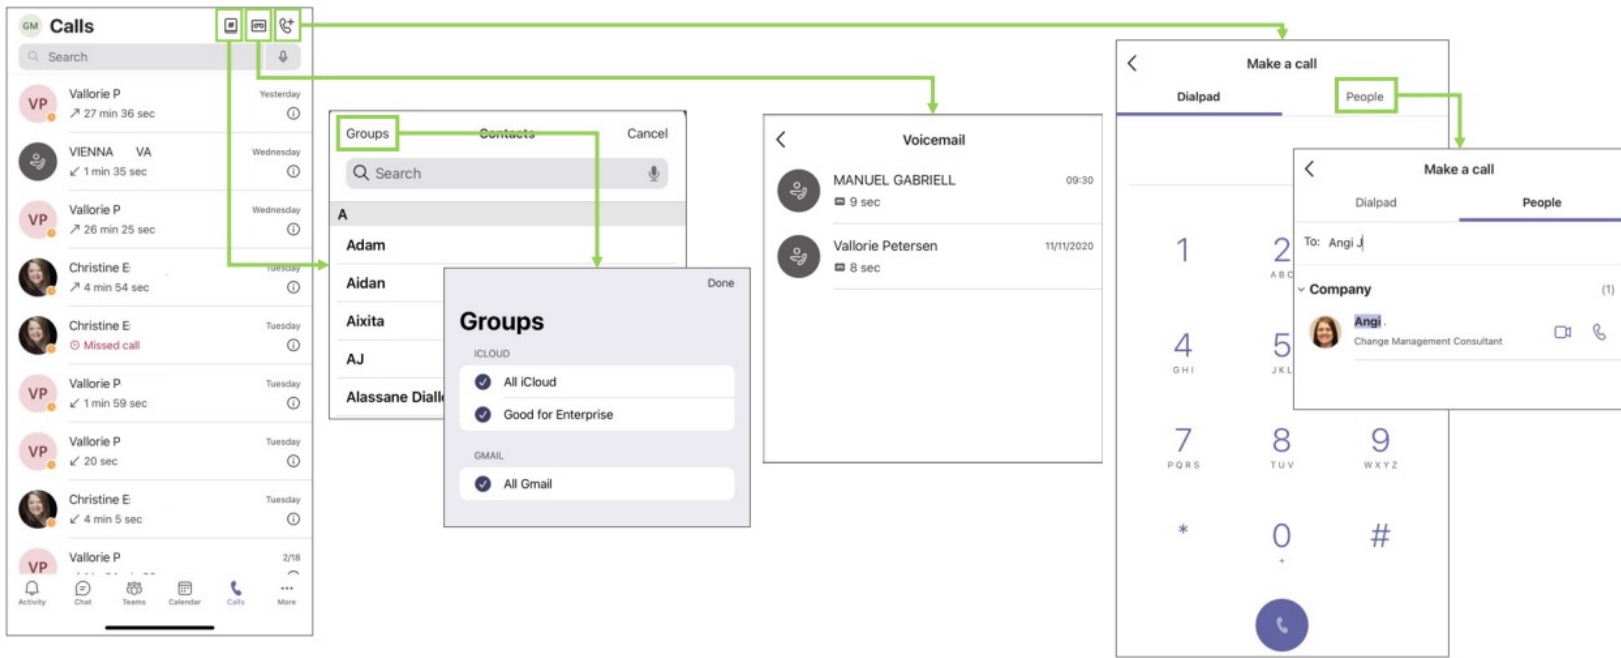 GM Calls
Search
VP
Vallorie P
Yesterday
27 min 36 sec
VIENNA VA
Wednesday
1 min 35 sec
VP
Vallorie P
Wednesday
26 min 25 sec
Christine E
Tuesday
4 min 54 sec
Christine E
Tuesday
Missed call
VP
Vallorie P
Tuesday
1 min 59 sec
VP
Vallorie P
Tuesday
20 sec
Christine E
Tuesday
4 min 5 sec
VP
Vallorie P
2/18
Activity
Chat
Teams
Calendar
Calls
More
Groups
Contacts
Cancel
Search
A
Adam
Aidan
Aixita
AJ
Alassane
Done
Groups
ICLOUD
All iCloud
Good for Enterprise
GMAIL
All Gmail
Voicemail
MANUEL GABRIELL
09:30
9 sec
Vallorie Petersen
11/11/2020
8 sec
Make a call
Dialpad
People
1
2
ABC
4
GHI
5
JKL
7
PQRS
8
TUV
9
WXYZ
*
0
+
#
Make a call
Dialpad
People
To: Angi J
Company
(1)
Angi .
Change Management Consultant